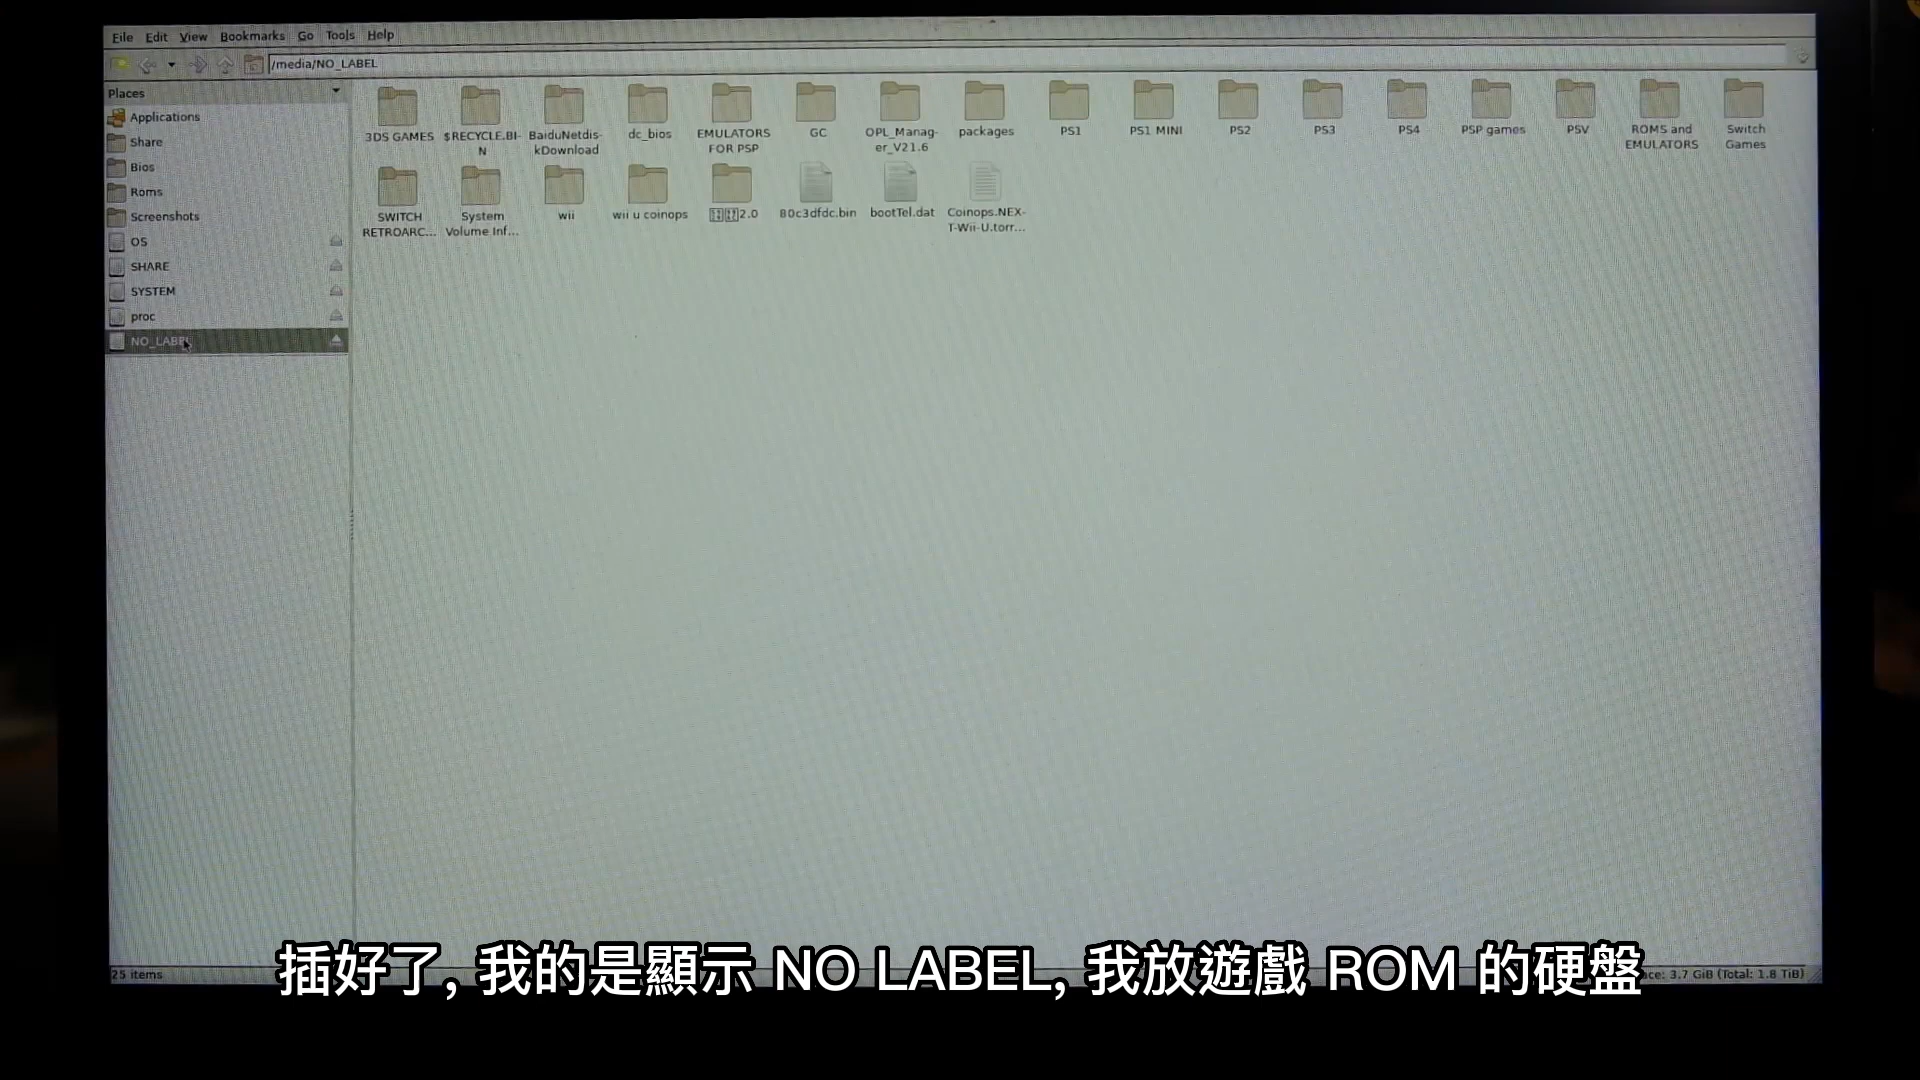 File Edit View Bookmarks Go Tools Help
/media/NO_LABEL
Places
Applications
Share
Bios
Roms
Screenshots
OS
SHARE
SYSTEM
proc
NO_LABEL
3DS GAMES
$RECYCLE.BI-
N
BaiduNetdis-
kDownload
dc_bios
EMULATORS
FOR PSP
GC
OPL_Manag-
er_V21.6
packages
PS1
PS1 MINI
PS2
PS3
PS4
PSP games
PSV
ROMS and
EMULATORS
Switch
Games
SWITCH
RETROARC...
System
Volume Inf...
wii
wii u coinops
2.0
80c3dfdc.bin
bootTel.dat
Coinops.NEX-
T-Wii-U.torr...
25 items
3.7 GiB (Total: 1.8 TiB)
插好了, 我的是顯示 NO LABEL, 我放遊戲 ROM 的硬盤